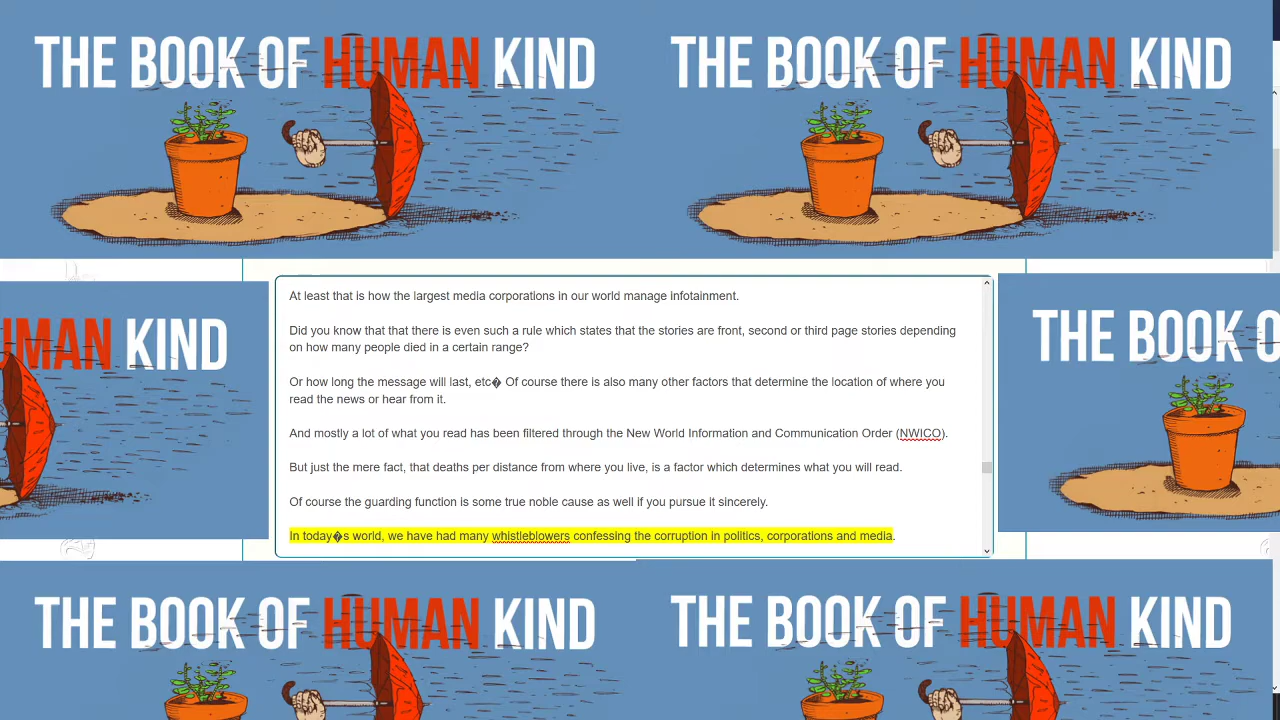 THE BOOK OF HUMAN KIND
THE BOOK OF HUMAN KIND
At least that is how the largest media corporations in our world manage infotainment.
Did you know that that there is even such a rule which states that the stories are front, second or third page stories depending
on how many people died in a certain range?
Or how long the message will last, etc� Of course there is also many other factors that determine the location of where you
read the news or hear from it.
And mostly a lot of what you read has been filtered through the New World Information and Communication Order (NWICO).
But just the mere fact, that deaths per distance from where you live, is a factor which determines what you will read.
Of course the guarding function is some true noble cause as well if you pursue it sincerely.
In today�s world, we have had many whistleblowers confessing the corruption in politics, corporations and media.
UMAN KIND
THE BOOK O
THE BOOK OF HUMAN KIND
THE BOOK OF HUMAN KIND